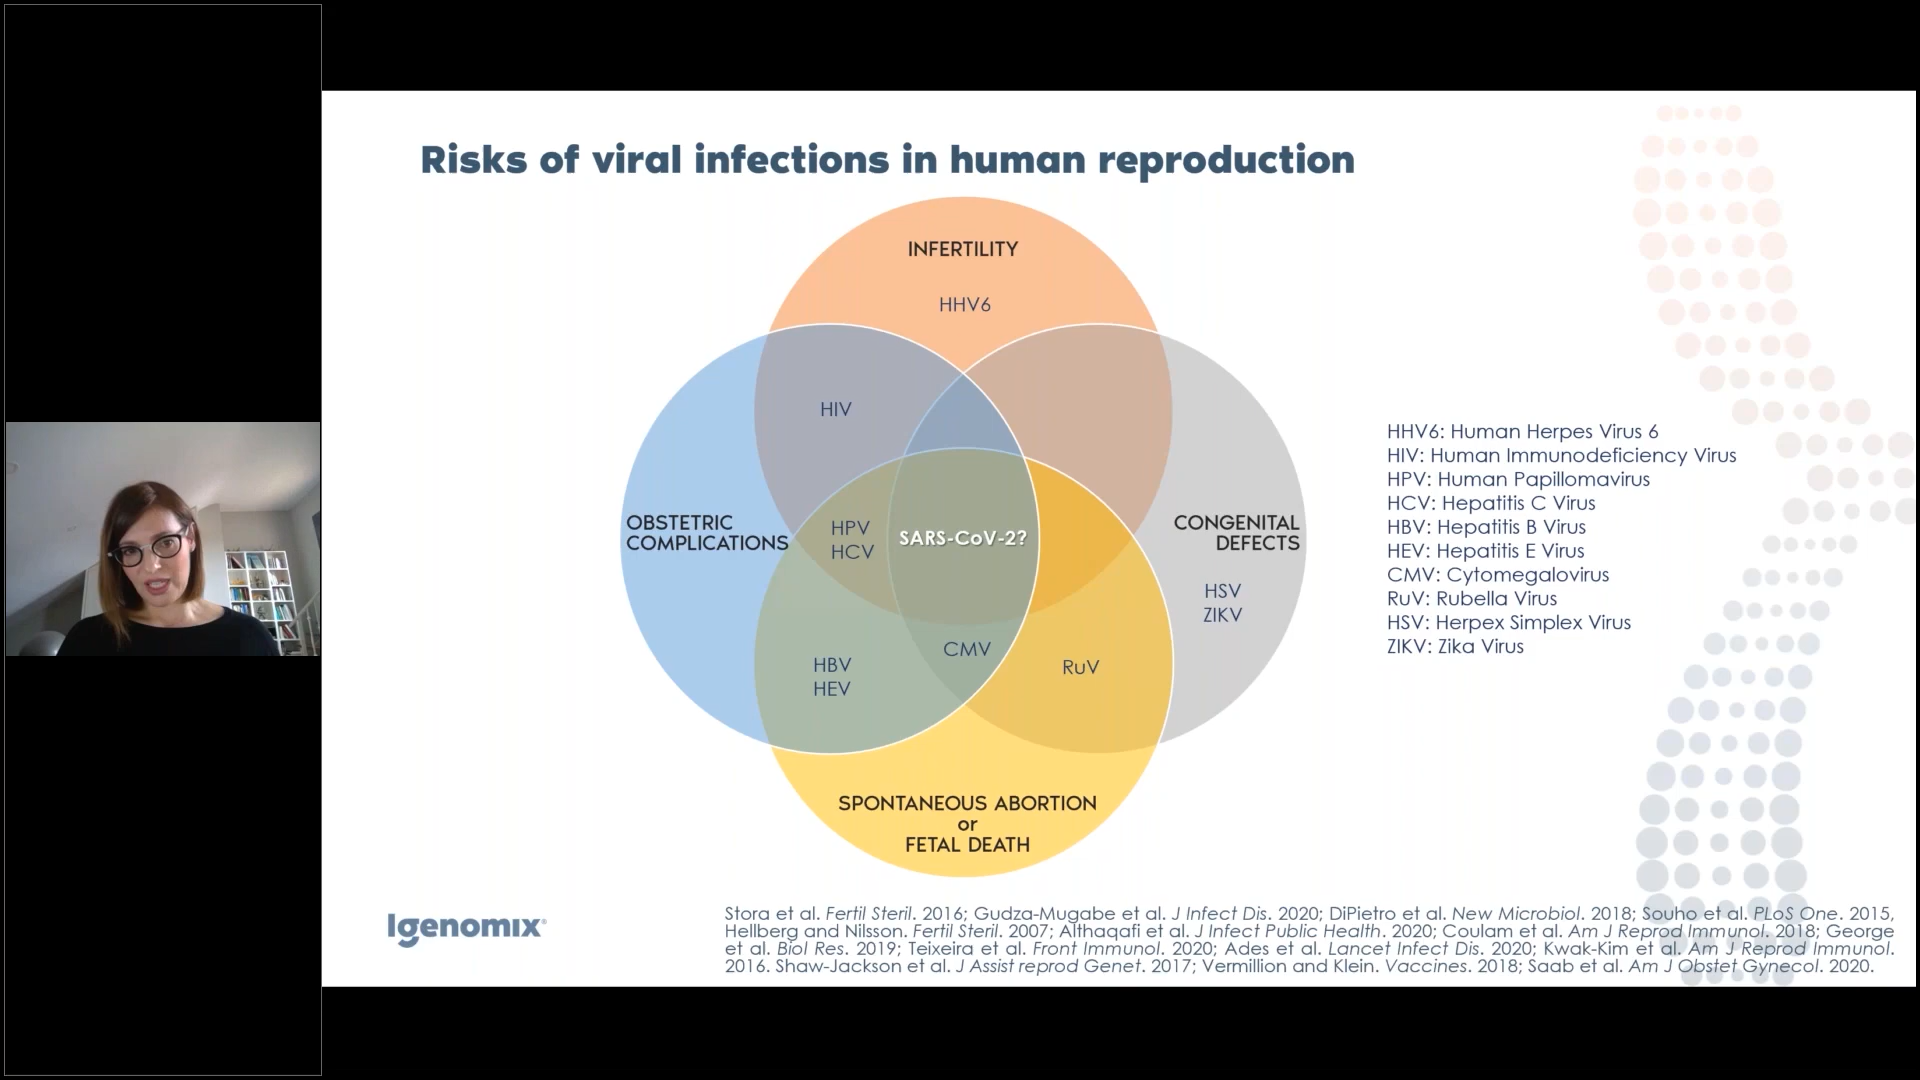 Risks of viral infections in human reproduction
INFERTILITY
HHV6
HIV
OBSTETRIC
COMPLICATIONS
HPV
HCV
SARS-CoV-2?
CONGENITAL
DEFECTS
HSV
ZIKV
CMV
HBV
HEV
RuV
SPONTANEOUS ABORTION
or
FETAL DEATH
HHV6: Human Herpes Virus 6
HIV: Human Immunodeficiency Virus
HPV: Human Papillomavirus
HCV: Hepatitis C Virus
HBV: Hepatitis B Virus
HEV: Hepatitis E Virus
CMV: Cytomegalovirus
RuV: Rubella Virus
HSV: Herpex Simplex Virus
ZIKV: Zika Virus
Igenomix®
Stora et al. Fertil Steril. 2016; Gudza-Mugabe et al. J Infect Dis. 2020; DiPietro et al. New Microbiol. 2018; Souho et al. PLoS One. 2015,
Hellberg and Nilsson. Fertil Steril. 2007; Althaqafi et al. J Infect Public Health. 2020; Coulam et al. Am J Reprod Immunol. 2018; George
et al. Biol Res. 2019; Teixeira et al. Front Immunol. 2020; Ades et al. Lancet Infect Dis. 2020; Kwak-Kim et al. Am J Reprod Immunol.
2016. Shaw-Jackson et al. J Assist reprod Genet. 2017; Vermillion and Klein. Vaccines. 2018; Saab et al. Am J Obstet Gynecol. 2020.